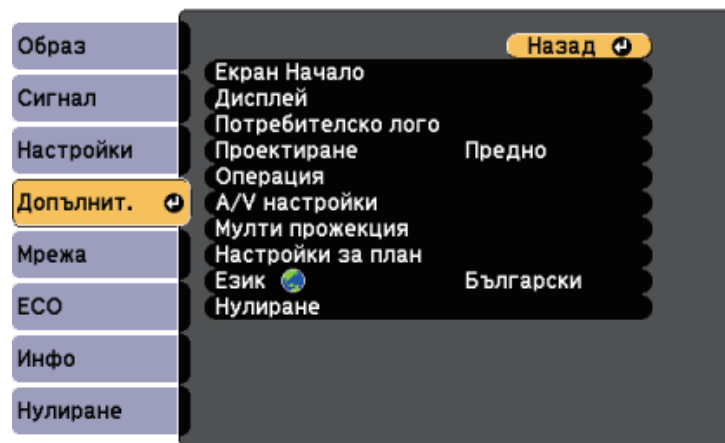 Образ
Сигнал
Настройки
Допълнит.
Мрежа
ECO
Инфо
Нулиране
Назад
Екран Начало
Дисплей
Потребителско лого
Проектиране Предно
Операция
A/V настройки
Мулти прожекция
Настройки за план
Език Български
Нулиране